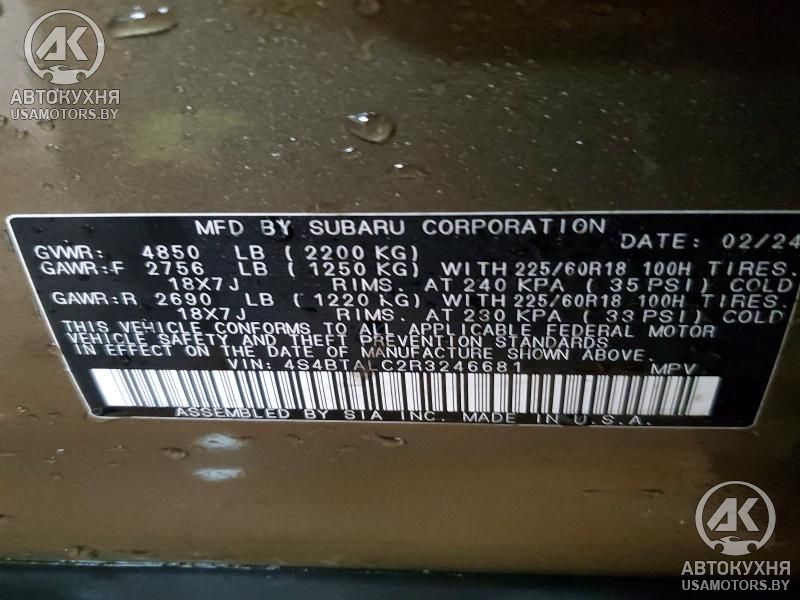 AK
АВТОКУХНЯ
USAMOTORS.BY
MFD BY SUBARU CORPORATION
GVWR: 4850 LB ( 2200 KG) DATE: 02/24
GAWR:F 2756 LB ( 1250 KG) WITH 225/60R18 100H TIRES.
18X7J RIMS. AT 240 KPA ( 35 PSI) COLD
GAWR:R 2690 LB ( 1220 KG) WITH 225/60R18 100H TIRES.
18X7J RIMS. AT 230 KPA ( 33 PSI) COLD
THIS VEHICLE CONFORMS TO ALL APPLICABLE FEDERAL MOTOR
VEHICLE SAFETY AND THEFT PREVENTION STANDARDS
IN EFFECT ON THE DATE OF MANUFACTURE SHOWN ABOVE.
VIN: 4S4BTALC2R3246681 MPV
ASSEMBLED BY SIA INC. MADE IN U.S.A.
AK
АВТОКУХНЯ
USAMOTORS.BY